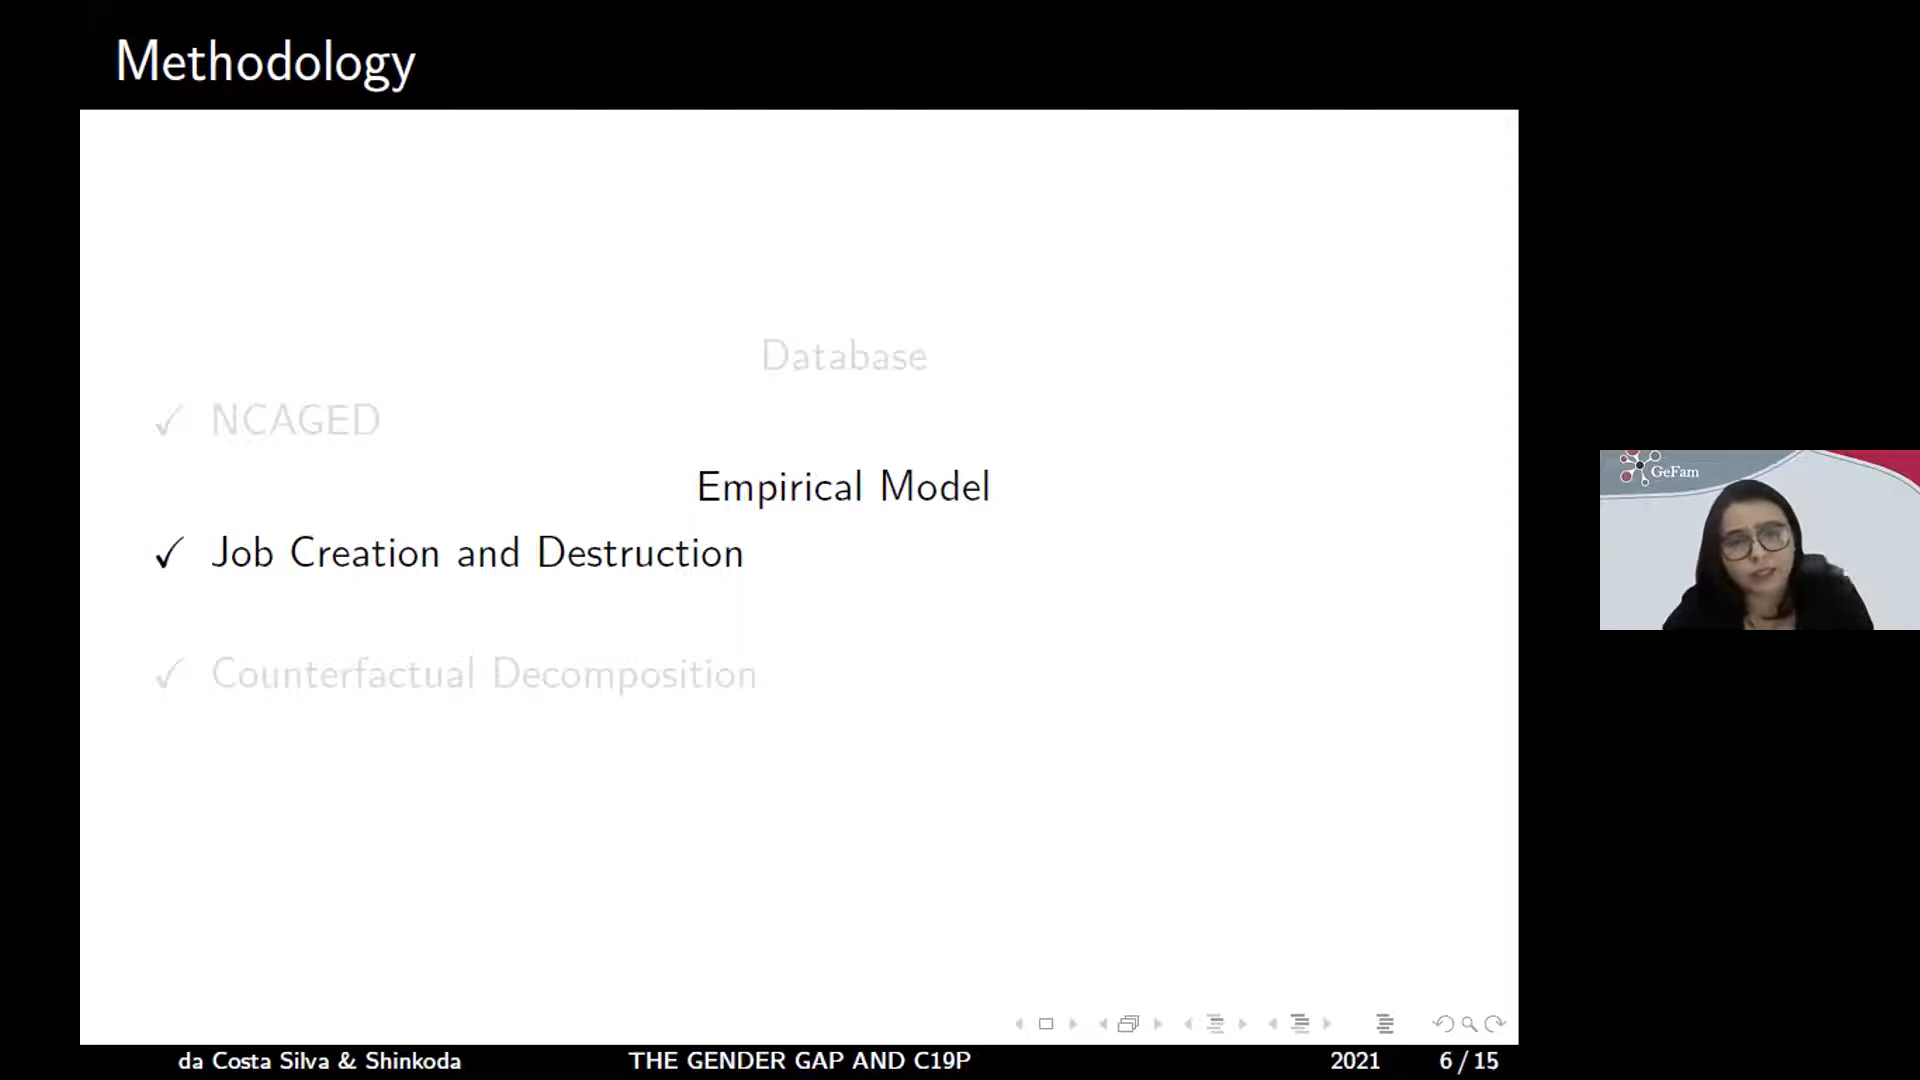 Methodology
Database
✓ NCAGED
Empirical Model
✓ Job Creation and Destruction
✓ Counterfactual Decomposition
GeFam
da Costa Silva & Shinkoda THE GENDER GAP AND C19P 2021 6 / 15